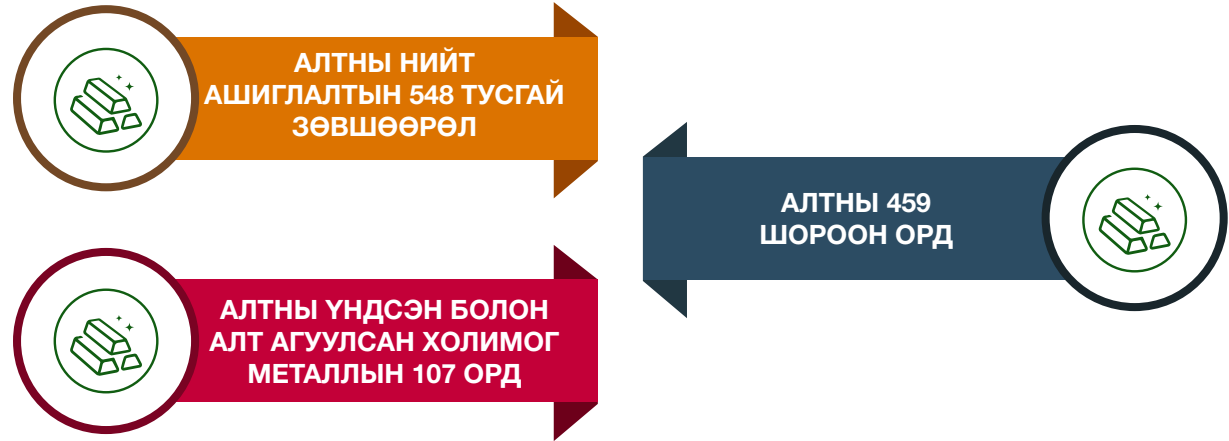 АЛТНЫ НИЙТ
АШИГЛАЛТЫН 548 ТУСГАЙ
ЗӨВШӨӨРӨЛ
АЛТНЫ 459
ШОРООН ОРД
АЛТНЫ ҮНДСЭН БОЛОН
АЛТ АГУУЛСАН ХОЛИМОГ
МЕТАЛЛЫН 107 ОРД